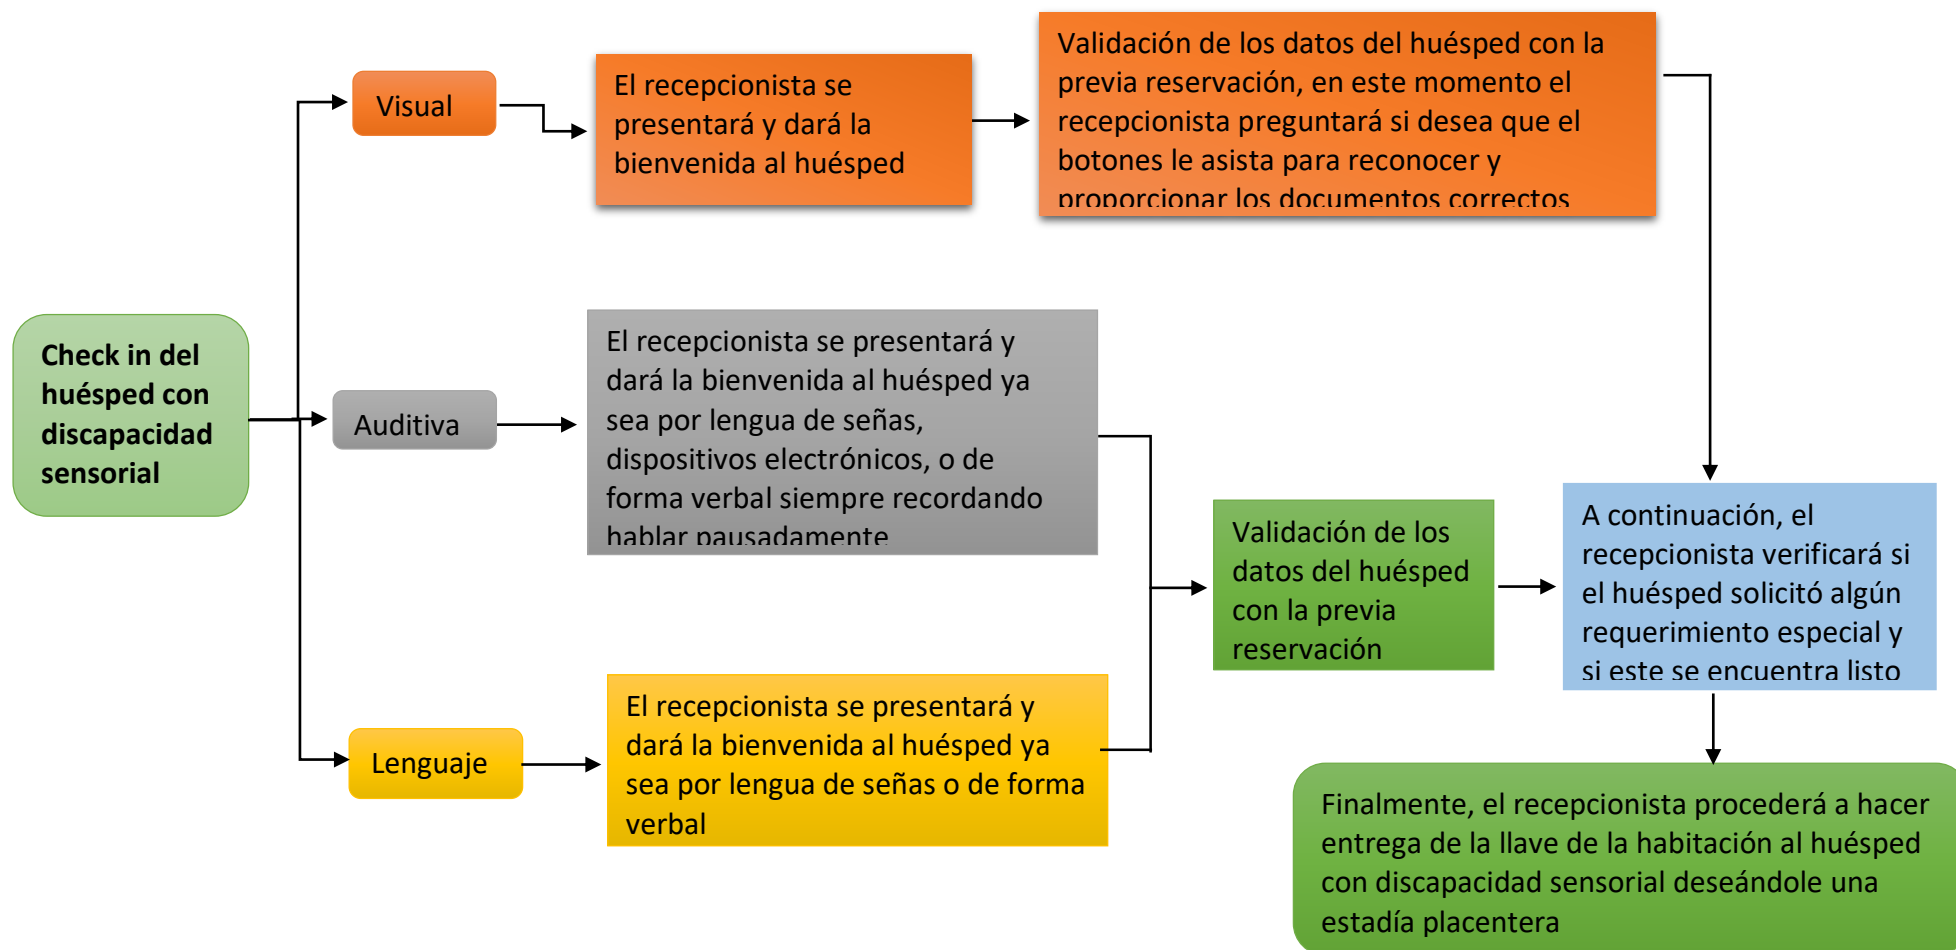 Check in del
huésped con
discapacidad
sensorial
Visual
El recepcionista se
presentará y dará la
bienvenida al huésped
Validación de los datos del huésped con la
previa reservación, en este momento el
recepcionista preguntará si desea que el
botones le asista para reconocer y
proporcionar los documentos correctos
Auditiva
El recepcionista se presentará y
dará la bienvenida al huésped ya
sea por lengua de señas,
dispositivos electrónicos, o de
forma verbal siempre recordando
hablar pausadamente
Lenguaje
El recepcionista se presentará y
dará la bienvenida al huésped ya
sea por lengua de señas o de forma
verbal
Validación de los
datos del huésped
con la previa
reservación
A continuación, el
recepcionista verificará si
el huésped solicitó algún
requerimiento especial y
si este se encuentra listo
Finalmente, el recepcionista procederá a hacer
entrega de la llave de la habitación al huésped
con discapacidad sensorial deseándole una
estadía placentera